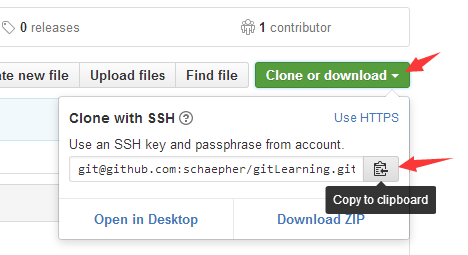 0 releases
1 contributor
te new file
Upload files
Find file
Clone or download
Clone with SSH
Use HTTPS
Use an SSH key and passphrase from account.
git@github.com:schaepher/gitLearning.git
Copy to clipboard
Open in Desktop
Download ZIP